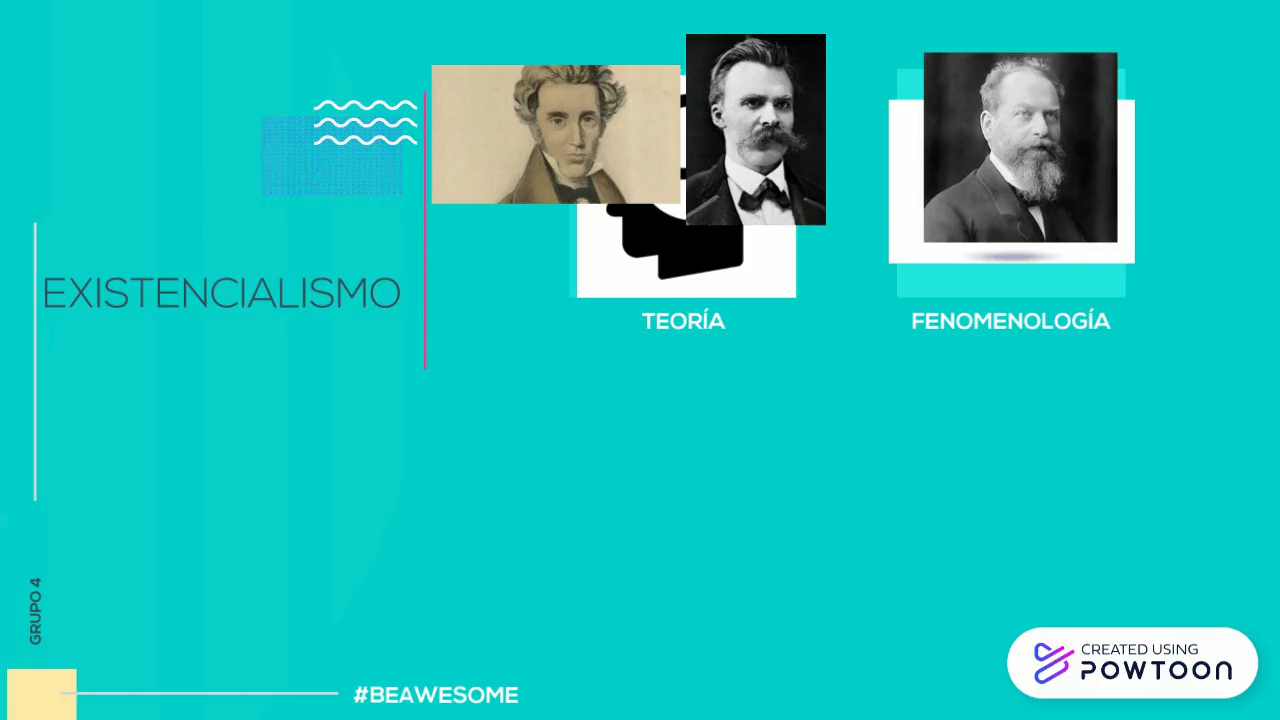 EXISTENCIALISMO
TEORÍA
FENOMENOLOGÍA
GRUPO 4
#BEAWESOME
CREATED USING
POWTOON